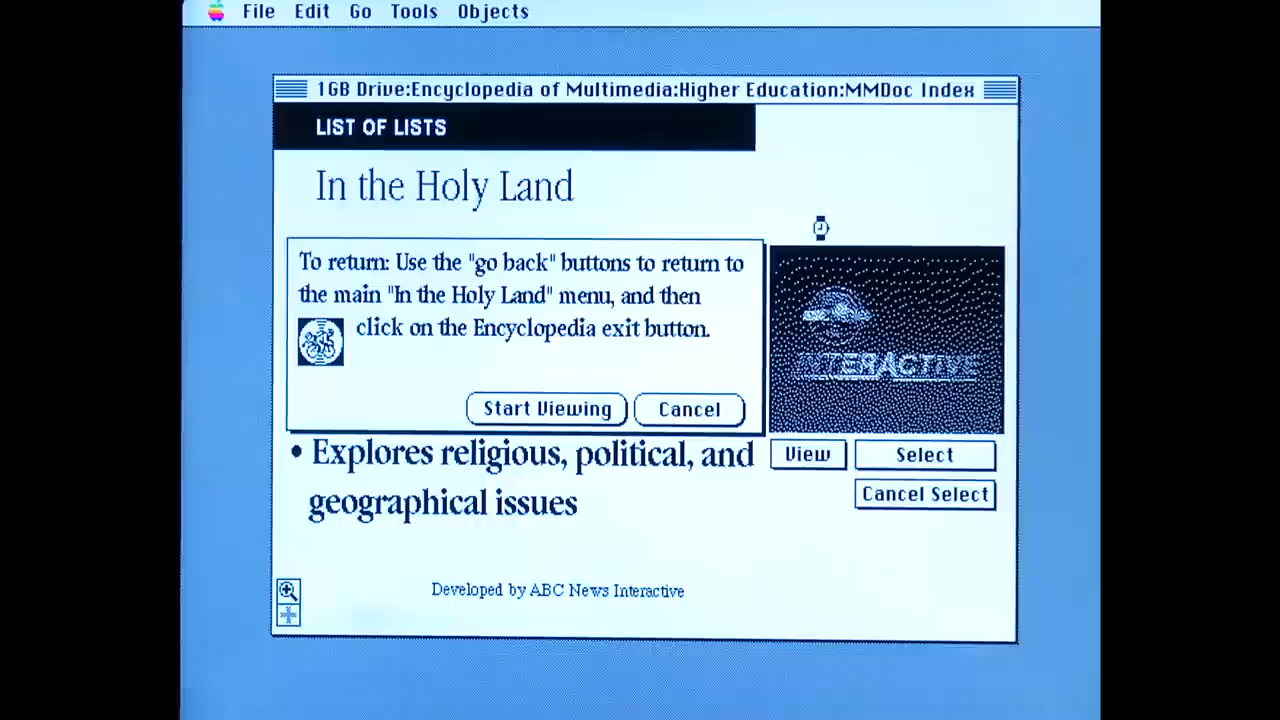 File Edit Go Tools Objects
1GB Drive:Encyclopedia of Multimedia:Higher Education:MMDoc Index
LIST OF LISTS
In the Holy Land
To return: Use the "go back" buttons to return to
the main "In the Holy Land" menu, and then
click on the Encyclopedia exit button.
INTERACTIVE
Start Viewing Cancel
• Explores religious, political, and
geographical issues
View Select
Cancel Select
Developed by ABC News Interactive